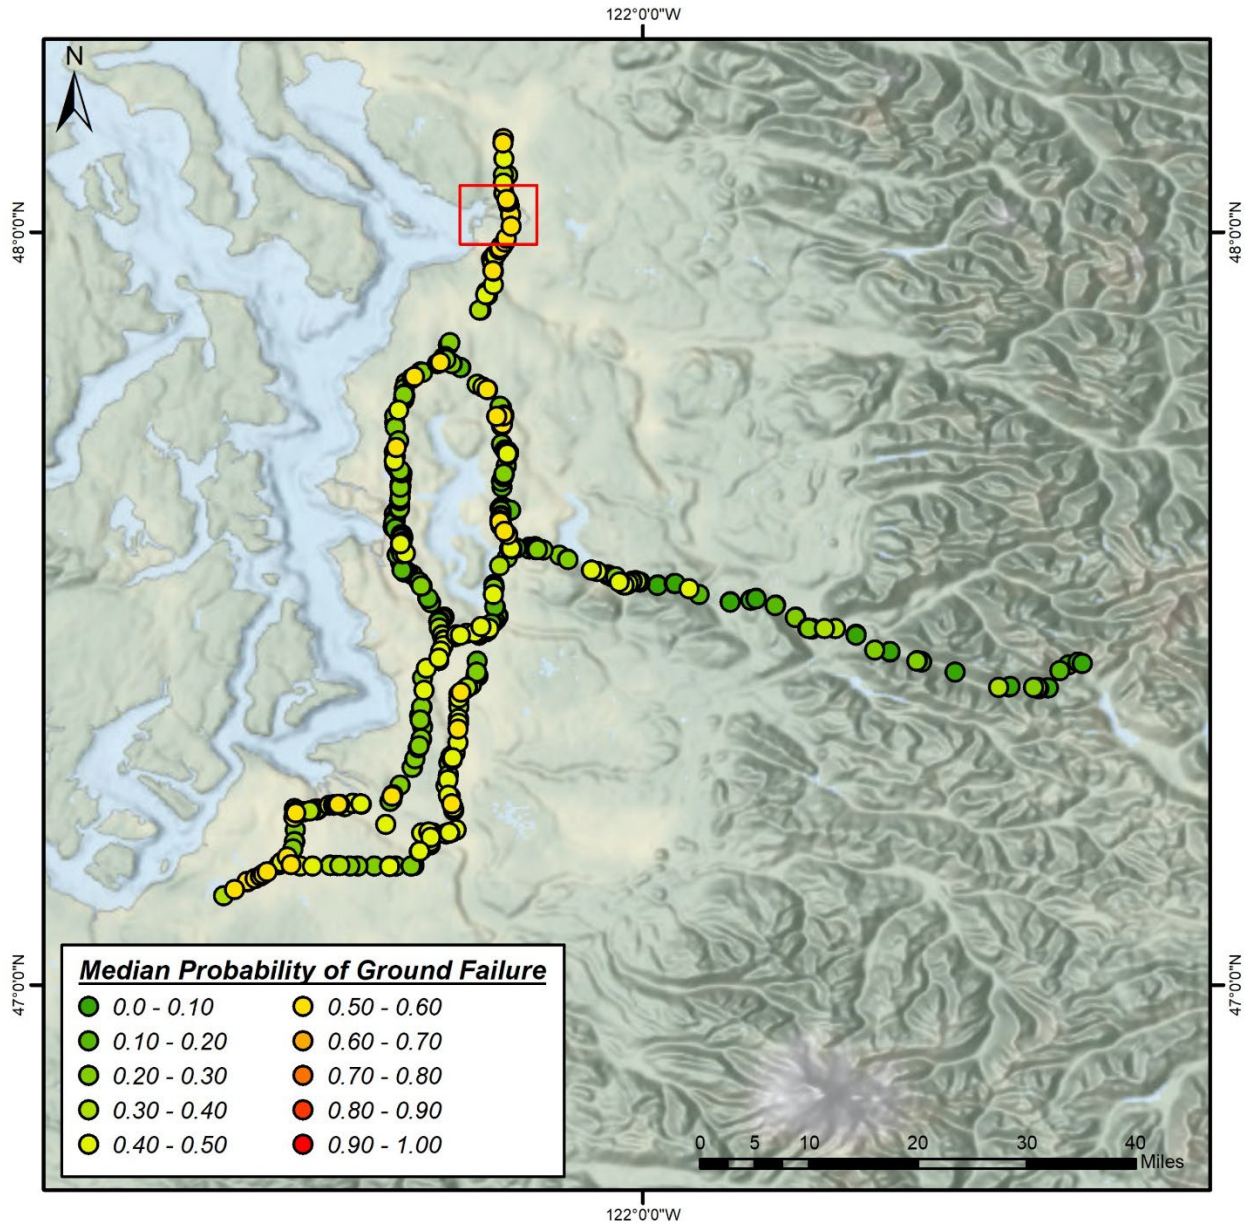 122°0'0"W
N
48°0'0"N
48°0'0"N
47°0'0"N
47°0'0"N
Median Probability of Ground Failure
0.0 - 0.10
0.10 - 0.20
0.20 - 0.30
0.30 - 0.40
0.40 - 0.50
0.50 - 0.60
0.60 - 0.70
0.70 - 0.80
0.80 - 0.90
0.90 - 1.00
0 5 10 20 30 40
Miles
122°0'0"W